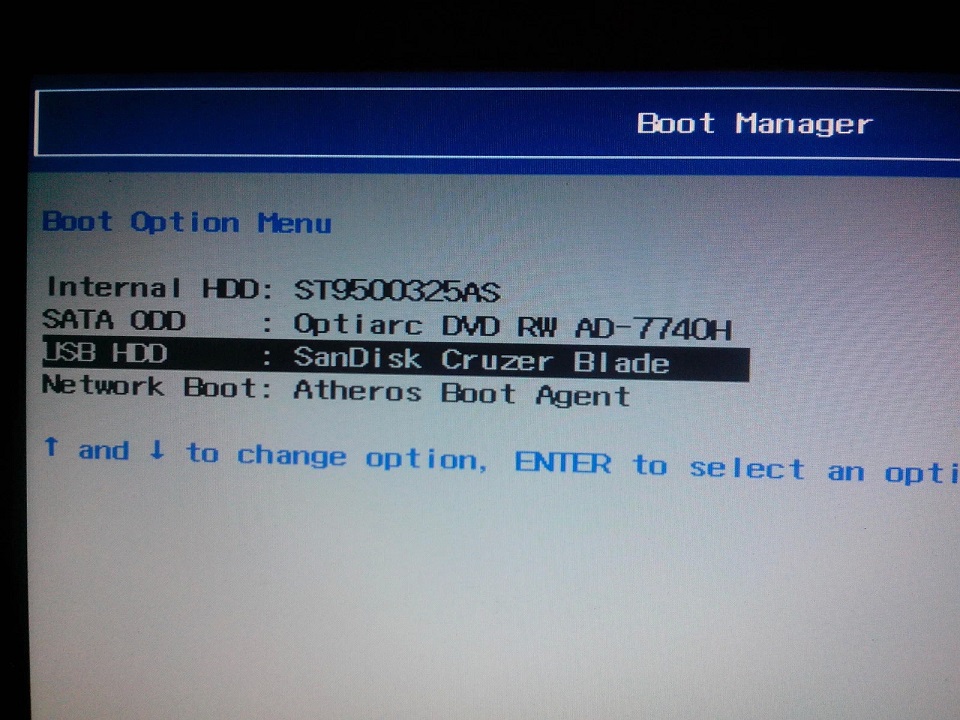 Boot Manager
Boot Option Menu
Internal HDD: ST9500325AS
SATA ODD : Optiarc DVD RW AD-7740H
USB HDD : SanDisk Cruzer Blade
Network Boot: Atheros Boot Agent
↑ and ↓ to change option, ENTER to select an opti